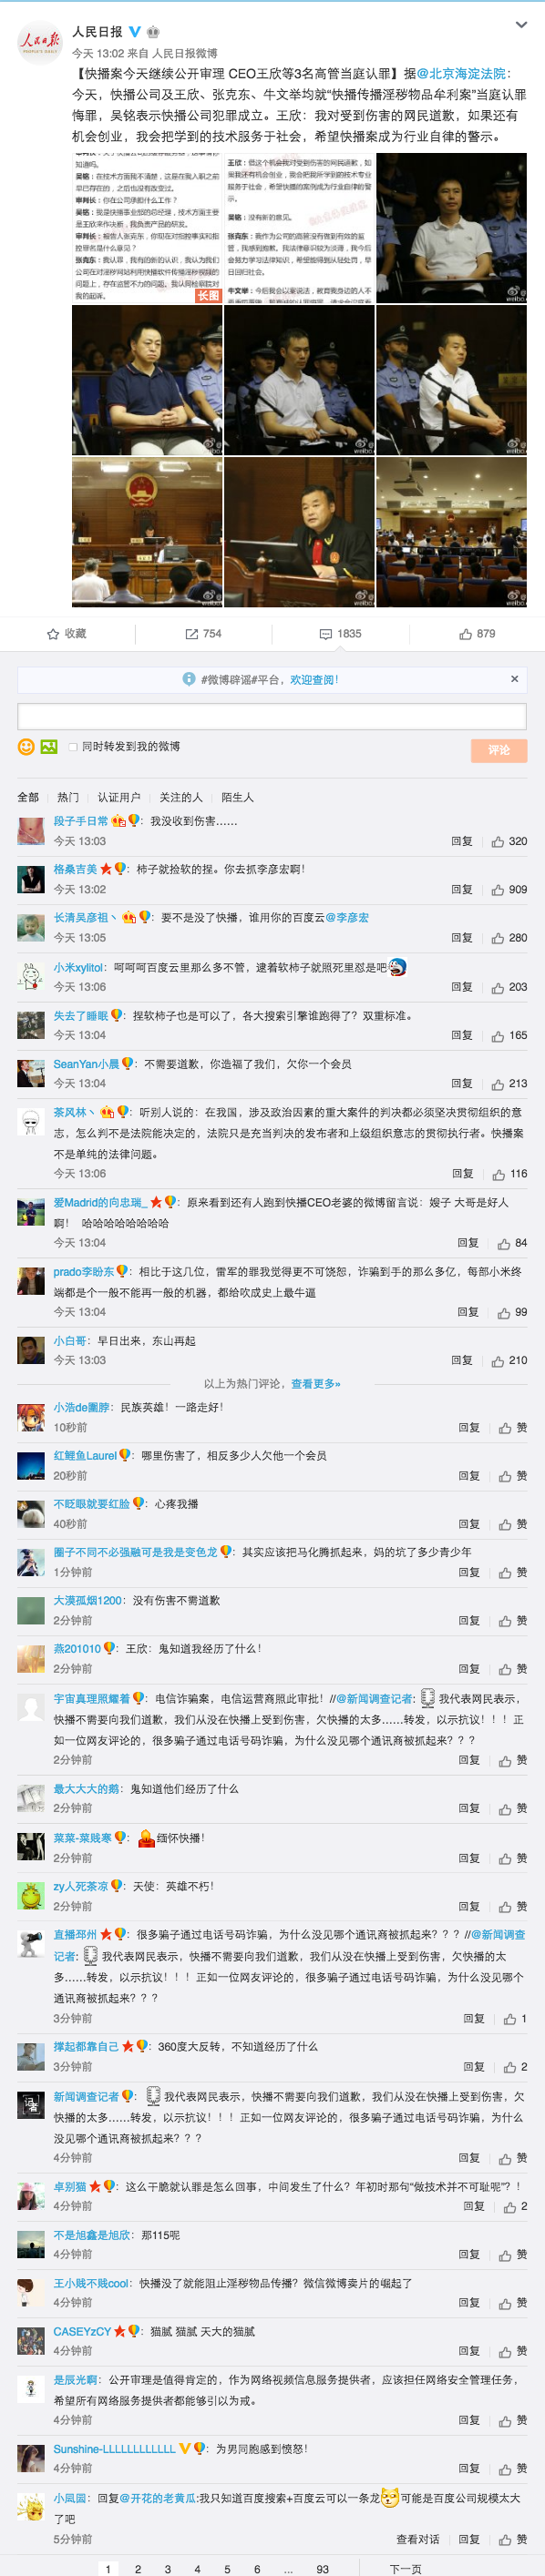 人民日报
今天 13:02 来自 人民日报微博
【快播案今天继续公开审理 CEO王欣等3名高管当庭认罪】据@北京海淀法院：
今天，快播公司及王欣、张克东、牛文举均就“快播传播淫秽物品牟利案”当庭认罪
悔罪，吴铭表示快播公司犯罪成立。王欣：我对受到伤害的网民道歉，如果还有
机会创业，我会把学到的技术服务于社会，希望快播案成为行业自律的警示。
长图
收藏
754
1835
879
#微博辟谣#平台，欢迎查阅！
×
同时转发到我的微博
评论
全部
热门
认证用户
关注的人
陌生人
段子手日常：我没收到伤害……
今天 13:03 回复 320
格桑吉美：柿子就捡软的捏。你去抓李彦宏啊！
今天 13:02 回复 909
长清吴彦祖丶：要不是没了快播，谁用你的百度云@李彦宏
今天 13:05 回复 280
小米xylitol：呵呵呵百度云里那么多不管，逮着软柿子就照死里怼是吧
今天 13:06 回复 203
失去了睡眠：捏软柿子也是可以了，各大搜索引擎谁跑得了？双重标准。
今天 13:04 回复 165
SeanYan小晨：不需要道歉，你造福了我们，欠你一个会员
今天 13:04 回复 213
茶风林丶：听别人说的：在我国，涉及政治因素的重大案件的判决都必须坚决贯彻组织的意
志，怎么判不是法院能决定的，法院只是充当判决的发布者和上级组织意志的贯彻执行者。快播案
不是单纯的法律问题。
今天 13:06 回复 116
爱Madrid的向忠瑞_：原来看到还有人跑到快播CEO老婆的微博留言说：嫂子 大哥是好人
啊！ 哈哈哈哈哈哈哈哈
今天 13:04 回复 84
prado李盼东：相比于这几位，雷军的罪我觉得更不可饶恕，诈骗到手的那么多亿，每部小米终
端都是个一般不能再一般的机器，都给吹成史上最牛逼
今天 13:04 回复 99
小白哥：早日出来，东山再起
今天 13:03 回复 210
以上为热门评论，查看更多»
小浩de圈脖：民族英雄！一路走好！
10秒前 回复 赞
红鲤鱼Laurel：哪里伤害了，相反多少人欠他一个会员
20秒前 回复 赞
不眨眼就要红脸：心疼我播
40秒前 回复 赞
圈子不同不必强融可是我是变色龙：其实应该把马化腾抓起来，妈的坑了多少青少年
1分钟前 回复 赞
大漠孤烟1200：没有伤害不需道歉
2分钟前 回复 赞
燕201010：王欣：鬼知道我经历了什么！
2分钟前 回复 赞
宇宙真理照耀着：电信诈骗案，电信运营商照此审批！//@新闻调查记者：我代表网民表示，
快播不需要向我们道歉，我们从没在快播上受到伤害，欠快播的太多……转发，以示抗议！！！正
如一位网友评论的，很多骗子通过电话号码诈骗，为什么没见哪个通讯商被抓起来？？？
2分钟前 回复 赞
最大大大的鹅：鬼知道他们经历了什么
2分钟前 回复 赞
菜菜-菜贱寒：缅怀快播！
2分钟前 回复 赞
zy人死茶凉：天使：英雄不朽！
2分钟前 回复 赞
直播邳州：很多骗子通过电话号码诈骗，为什么没见哪个通讯商被抓起来？？？//@新闻调查
记者：我代表网民表示，快播不需要向我们道歉，我们从没在快播上受到伤害，欠快播的太
多……转发，以示抗议！！！正如一位网友评论的，很多骗子通过电话号码诈骗，为什么没见哪个
通讯商被抓起来？？？
3分钟前 回复 1
撑起都靠自己：360度大反转，不知道经历了什么
3分钟前 回复 2
新闻调查记者：我代表网民表示，快播不需要向我们道歉，我们从没在快播上受到伤害，欠
快播的太多……转发，以示抗议！！！正如一位网友评论的，很多骗子通过电话号码诈骗，为什么
没见哪个通讯商被抓起来？？？
4分钟前 回复 赞
卓别猫：这么干脆就认罪是怎么回事，中间发生了什么？年初时那句“做技术并不可耻呢”？！
4分钟前 回复 2
不是旭鑫是旭欣：那115呢
4分钟前 回复 赞
王小贱不贱cool：快播没了就能阻止淫秽物品传播？微信微博卖片的崛起了
4分钟前 回复 赞
CASEYzCY：猫腻 猫腻 天大的猫腻
4分钟前 回复 赞
是辰光啊：公开审理是值得肯定的，作为网络视频信息服务提供者，应该担任网络安全管理任务，
希望所有网络服务提供者都能够引以为戒。
4分钟前 回复 赞
Sunshine-LLLLLLLLLLLL：为男同胞感到愤怒！
4分钟前 回复 赞
小凨圆：回复@开花的老黄瓜:我只知道百度搜索+百度云可以一条龙可能是百度公司规模太大
了吧
5分钟前 查看对话 回复 赞
1 2 3 4 5 6 ... 93 下一页